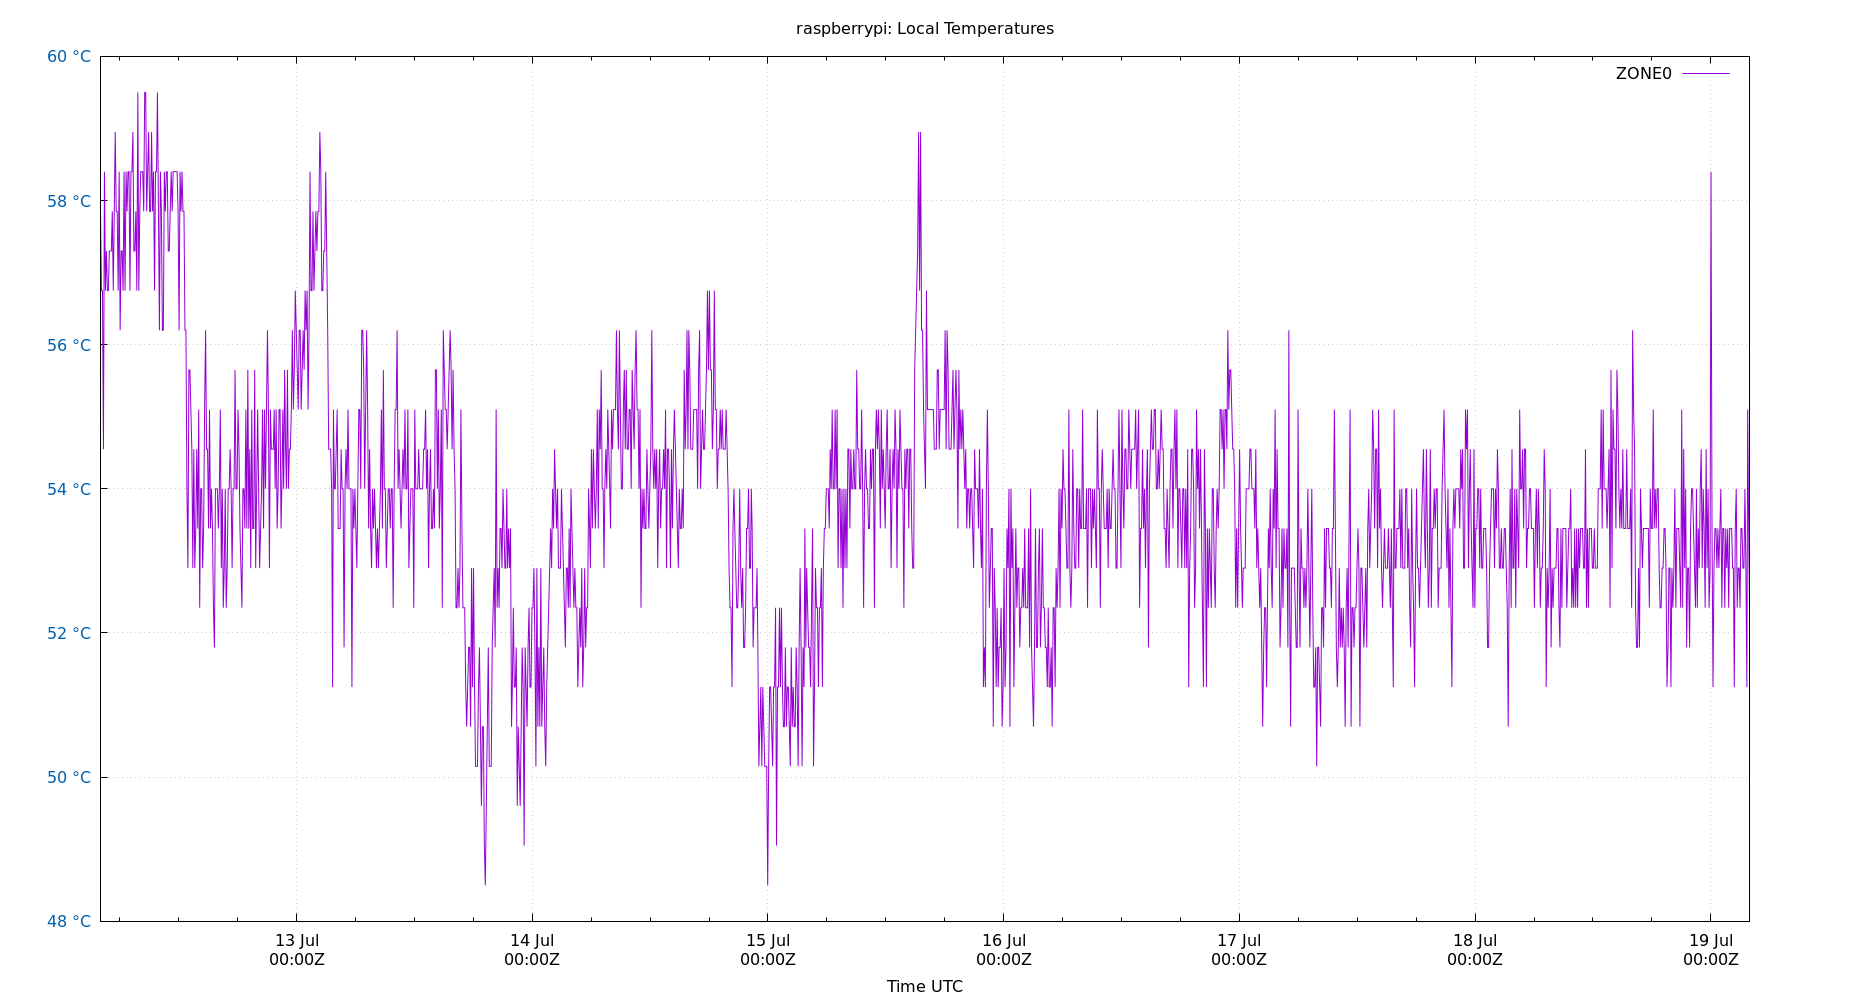 raspberrypi: Local Temperatures
60 °C
ZONE0
58 °C
56 °C
54 °C
52 °C
50 °C
48 °C
13 Jul 14 Jul 15 Jul 16 Jul 17 Jul 18 Jul 19 Jul
00:00Z 00:00Z 00:00Z 00:00Z 00:00Z 00:00Z 00:00Z
Time UTC